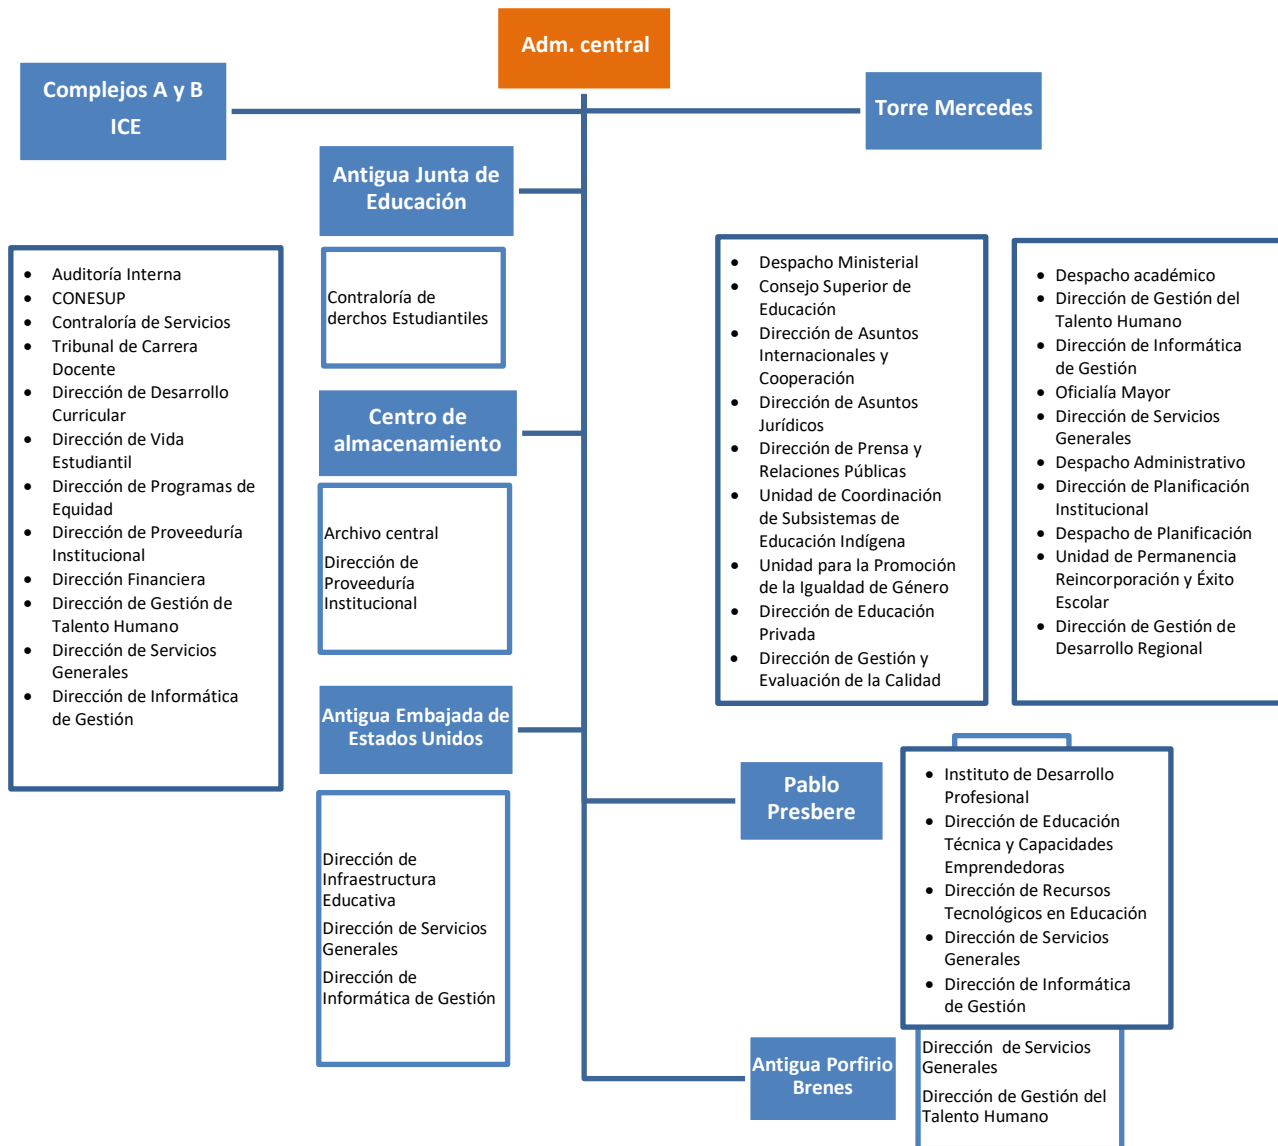 Adm. central
Complejos A y B
ICE
Torre Mercedes
Antigua Junta de
Educación
Contraloría de
derchos Estudiantiles
Centro de
almacenamiento
Archivo central
Dirección de
Proveeduría
Institucional
Antigua Embajada de
Estados Unidos
Dirección de
Infraestructura
Educativa
Dirección de Servicios
Generales
Dirección de
Informática de Gestión
• Auditoría Interna
• CONESUP
• Contraloría de Servicios
• Tribunal de Carrera
Docente
• Dirección de Desarrollo
Curricular
• Dirección de Vida
Estudiantil
• Dirección de Programas de
Equidad
• Dirección de Proveeduría
Institucional
• Dirección Financiera
• Dirección de Gestión de
Talento Humano
• Dirección de Servicios
Generales
• Dirección de Informática
de Gestión
• Despacho Ministerial
• Consejo Superior de
Educación
• Dirección de Asuntos
Internacionales y
Cooperación
• Dirección de Asuntos
Jurídicos
• Dirección de Prensa y
Relaciones Públicas
• Unidad de Coordinación
de Subsistemas de
Educación Indígena
• Unidad para la Promoción
de la Igualdad de Género
• Dirección de Educación
Privada
• Dirección de Gestión y
Evaluación de la Calidad
• Despacho académico
• Dirección de Gestión del
Talento Humano
• Dirección de Informática
de Gestión
• Oficialía Mayor
• Dirección de Servicios
Generales
• Despacho Administrativo
• Dirección de Planificación
Institucional
• Despacho de Planificación
• Unidad de Permanencia
Reincorporación y Éxito
Escolar
• Dirección de Gestión de
Desarrollo Regional
Pablo
Presbere
• Instituto de Desarrollo
Profesional
• Dirección de Educación
Técnica y Capacidades
Emprendedoras
• Dirección de Recursos
Tecnológicos en Educación
• Dirección de Servicios
Generales
• Dirección de Informática
de Gestión
Antigua Porfirio
Brenes
Dirección de Servicios
Generales
Dirección de Gestión del
Talento Humano